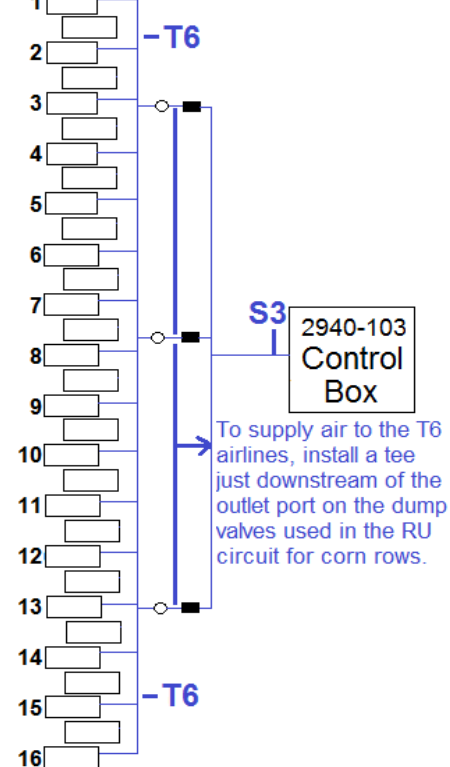 1
- T6
2
3
4
5
6
7
S3
2940-103
Control
Box
8
9
To supply air to the T6
airlines, install a tee
just downstream of the
outlet port on the dump
valves used in the RU
circuit for corn rows.
10
11
12
13
14
- T6
15
16